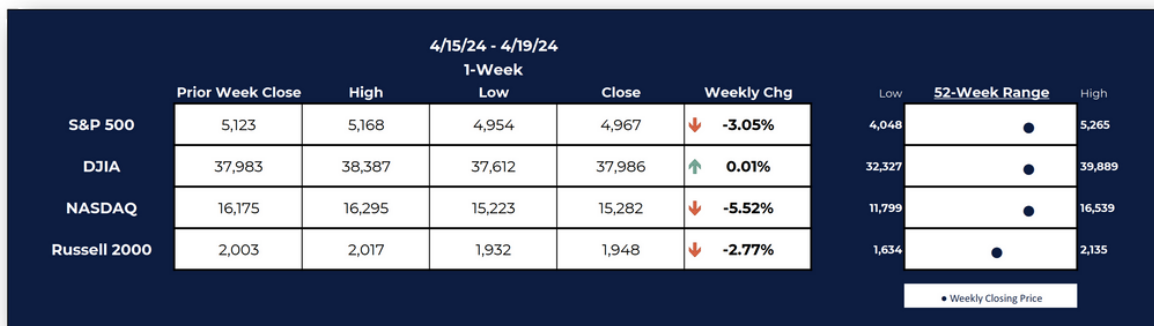 4/15/24 - 4/19/24
1-Week
Prior Week Close High Low Close Weekly Chg Low 52-Week Range High
S&P 500 5,123 5,168 4,954 4,967 -3.05% 4,048 5,265
DJIA 37,983 38,387 37,612 37,986 0.01% 32,327 39,889
NASDAQ 16,175 16,295 15,223 15,282 -5.52% 11,799 16,539
Russell 2000 2,003 2,017 1,932 1,948 -2.77% 1,634 2,135
• Weekly Closing Price